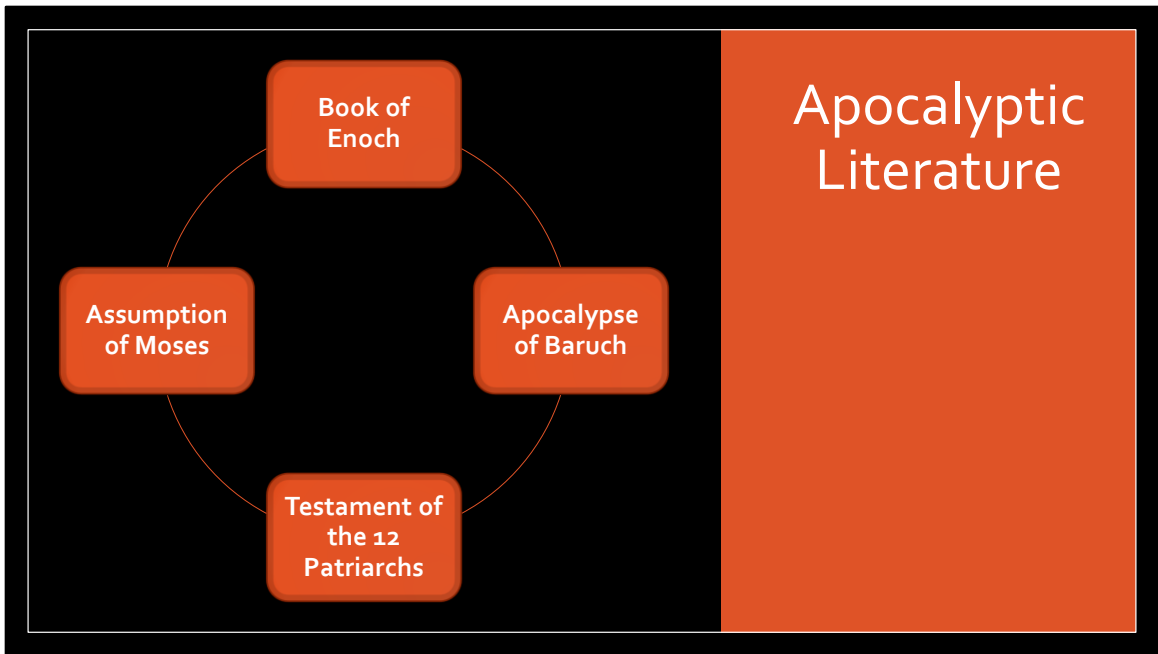 Apocalyptic
Literature
Book of
Enoch
Apocalypse
of Baruch
Testament of
the 12
Patriarchs
Assumption
of Moses